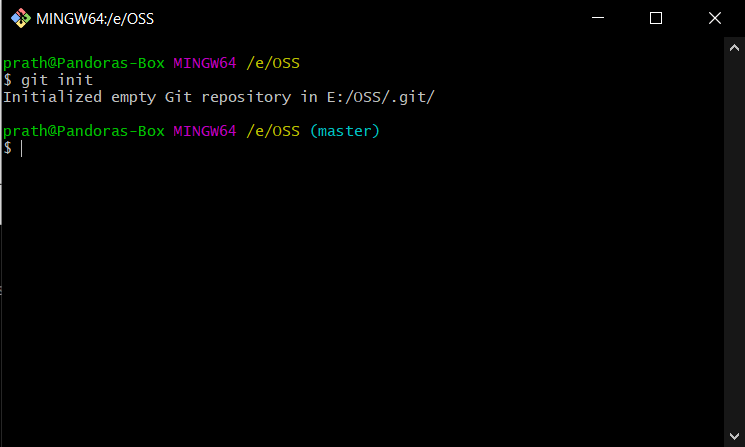 MINGW64:/e/OSS
prath@Pandoras-Box MINGW64 /e/OSS
$ git init
Initialized empty Git repository in E:/OSS/.git/
prath@Pandoras-Box MINGW64 /e/OSS (master)
$